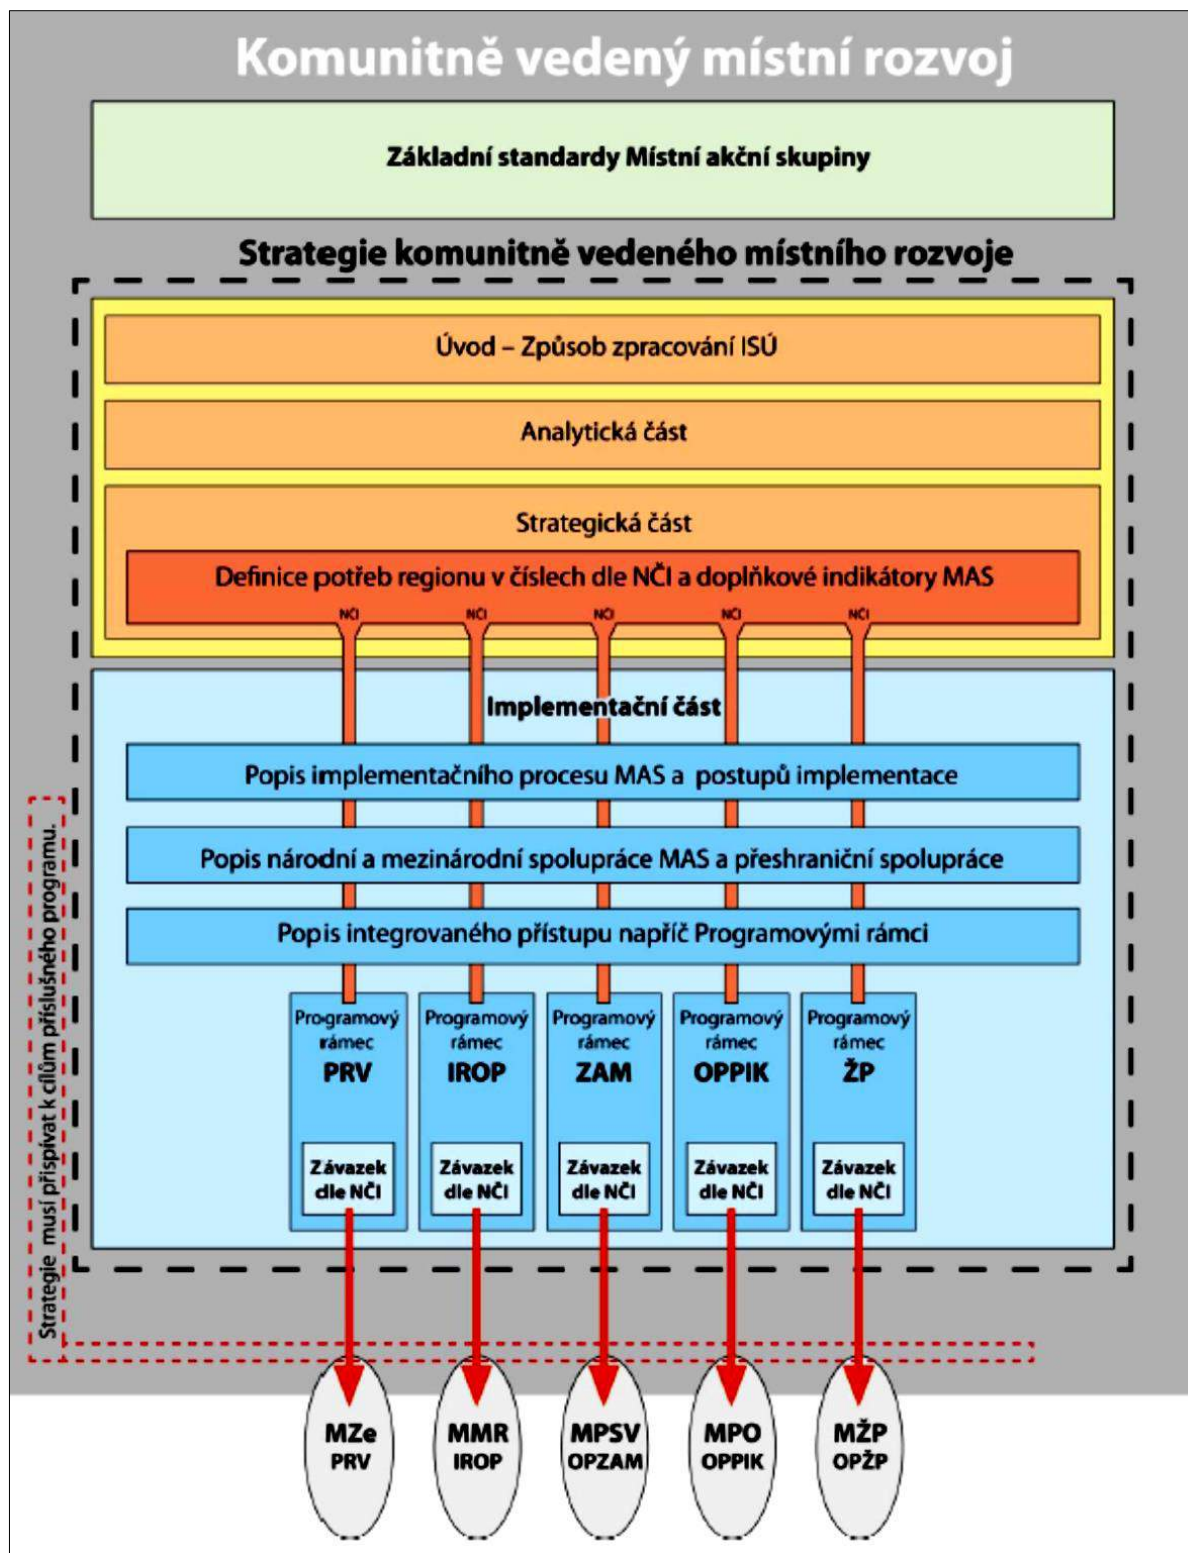 Komunitně vedený místní rozvoj
Základní standardy Místní akční skupiny
Strategie komunitně vedeného místního rozvoje
Úvod – Způsob zpracování ISÚ
Analytická část
Strategická část
Definice potřeb regionu v číslech dle NČI a doplňkové indikátory MAS
NČI NČI NČI NČI NČI
Implementační část
Popis implementačního procesu MAS a postupů implementace
Popis národní a mezinárodní spolupráce MAS a přeshraniční spolupráce
Popis integrovaného přístupu napříč Programovými rámci
Programový
rámec
PRV
Závazek
dle NČI
Programový
rámec
IROP
Závazek
dle NČI
Programový
rámec
ZAM
Závazek
dle NČI
Programový
rámec
OPPIK
Závazek
dle NČI
Programový
rámec
ŽP
Závazek
dle NČI
Strategie musí přispívat k cílům příslušného programu.
MZe
PRV
MMR
IROP
MPSV
OPZAM
MPO
OPPIK
MŽP
OPŽP